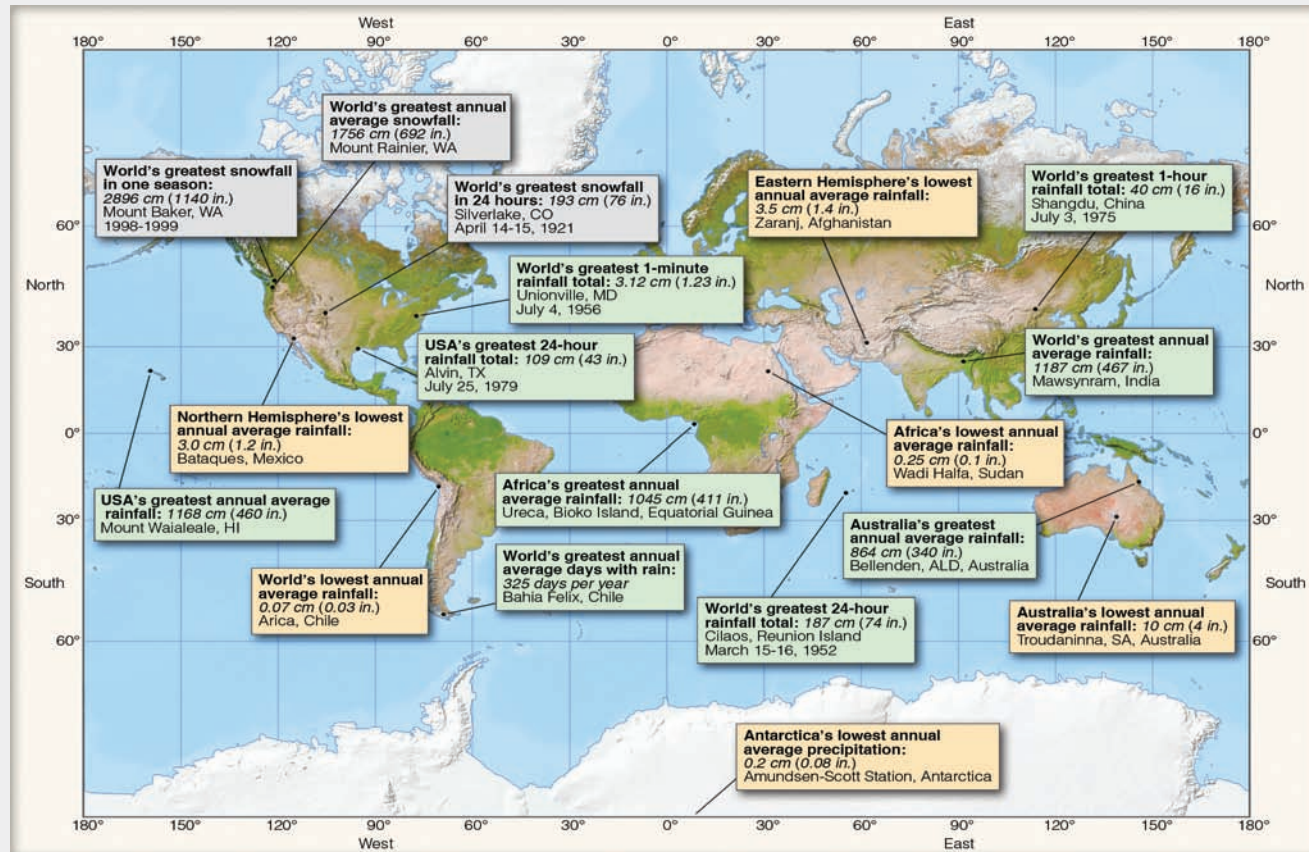 West
East
180°
150°
120°
90°
60°
30°
0°
30°
60°
90°
120°
150°
180°
World's greatest annual
average snowfall:
1756 cm (692 in.)
Mount Rainier, WA
World's greatest snowfall
in one season:
2896 cm (1140 in.)
Mount Baker, WA
1998-1999
World's greatest snowfall
in 24 hours: 193 cm (76 in.)
Silverlake, CO
April 14-15, 1921
Eastern Hemisphere's lowest
annual average rainfall:
3.5 cm (1.4 in.)
Zaranj, Afghanistan
World's greatest 1-hour
rainfall total: 40 cm (16 in.)
Shangdu, China
July 3, 1975
60°
60°
North
North
World's greatest 1-minute
rainfall total: 3.12 cm (1.23 in.)
Unionville, MD
July 4, 1956
USA's greatest 24-hour
rainfall total: 109 cm (43 in.)
Alvin, TX
July 25, 1979
World's greatest annual
average rainfall:
1187 cm (467 in.)
Mawsynram, India
30°
30°
Northern Hemisphere's lowest
annual average rainfall:
3.0 cm (1.2 in.)
Bataques, Mexico
Africa's lowest annual
average rainfall:
0.25 cm (0.1 in.)
Wadi Halfa, Sudan
0°
0°
USA's greatest annual average
rainfall: 1168 cm (460 in.)
Mount Waialeale, HI
Africa's greatest annual
average rainfall: 1045 cm (411 in.)
Ureca, Bioko Island, Equatorial Guinea
Australia's greatest
annual average rainfall:
864 cm (340 in.)
Bellenden, ALD, Australia
30°
30°
World's greatest annual
average days with rain:
325 days per year
Bahia Felix, Chile
World's lowest annual
average rainfall:
0.07 cm (0.03 in.)
Arica, Chile
South
South
World's greatest 24-hour
rainfall total: 187 cm (74 in.)
Cilaos, Reunion Island
March 15-16, 1952
Australia's lowest annual
average rainfall: 10 cm (4 in.)
Troudaninna, SA, Australia
60°
60°
Antarctica's lowest annual
average precipitation:
0.2 cm (0.08 in.)
Amundsen-Scott Station, Antarctica
180°
150°
120°
90°
60°
30°
0°
30°
60°
90°
120°
150°
180°
West
East